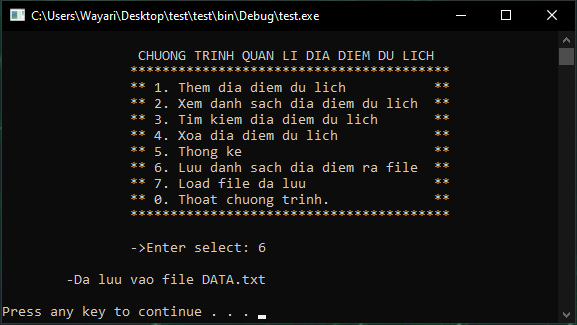 C:\Users\Wayari\Desktop\test\test\bin\Debug\test.exe
CHUONG TRINH QUAN LI DIA DIEM DU LICH
****************************************
** 1. Them dia diem du lich           **
** 2. Xem danh sach dia diem du lich  **
** 3. Tim kiem dia diem du lich       **
** 4. Xoa dia diem du lich            **
** 5. Thong ke                        **
** 6. Luu danh sach dia diem ra file  **
** 7. Load file da luu                **
** 0. Thoat chuong trinh.             **
****************************************
->Enter select: 6
-Da luu vao file DATA.txt
Press any key to continue . . .